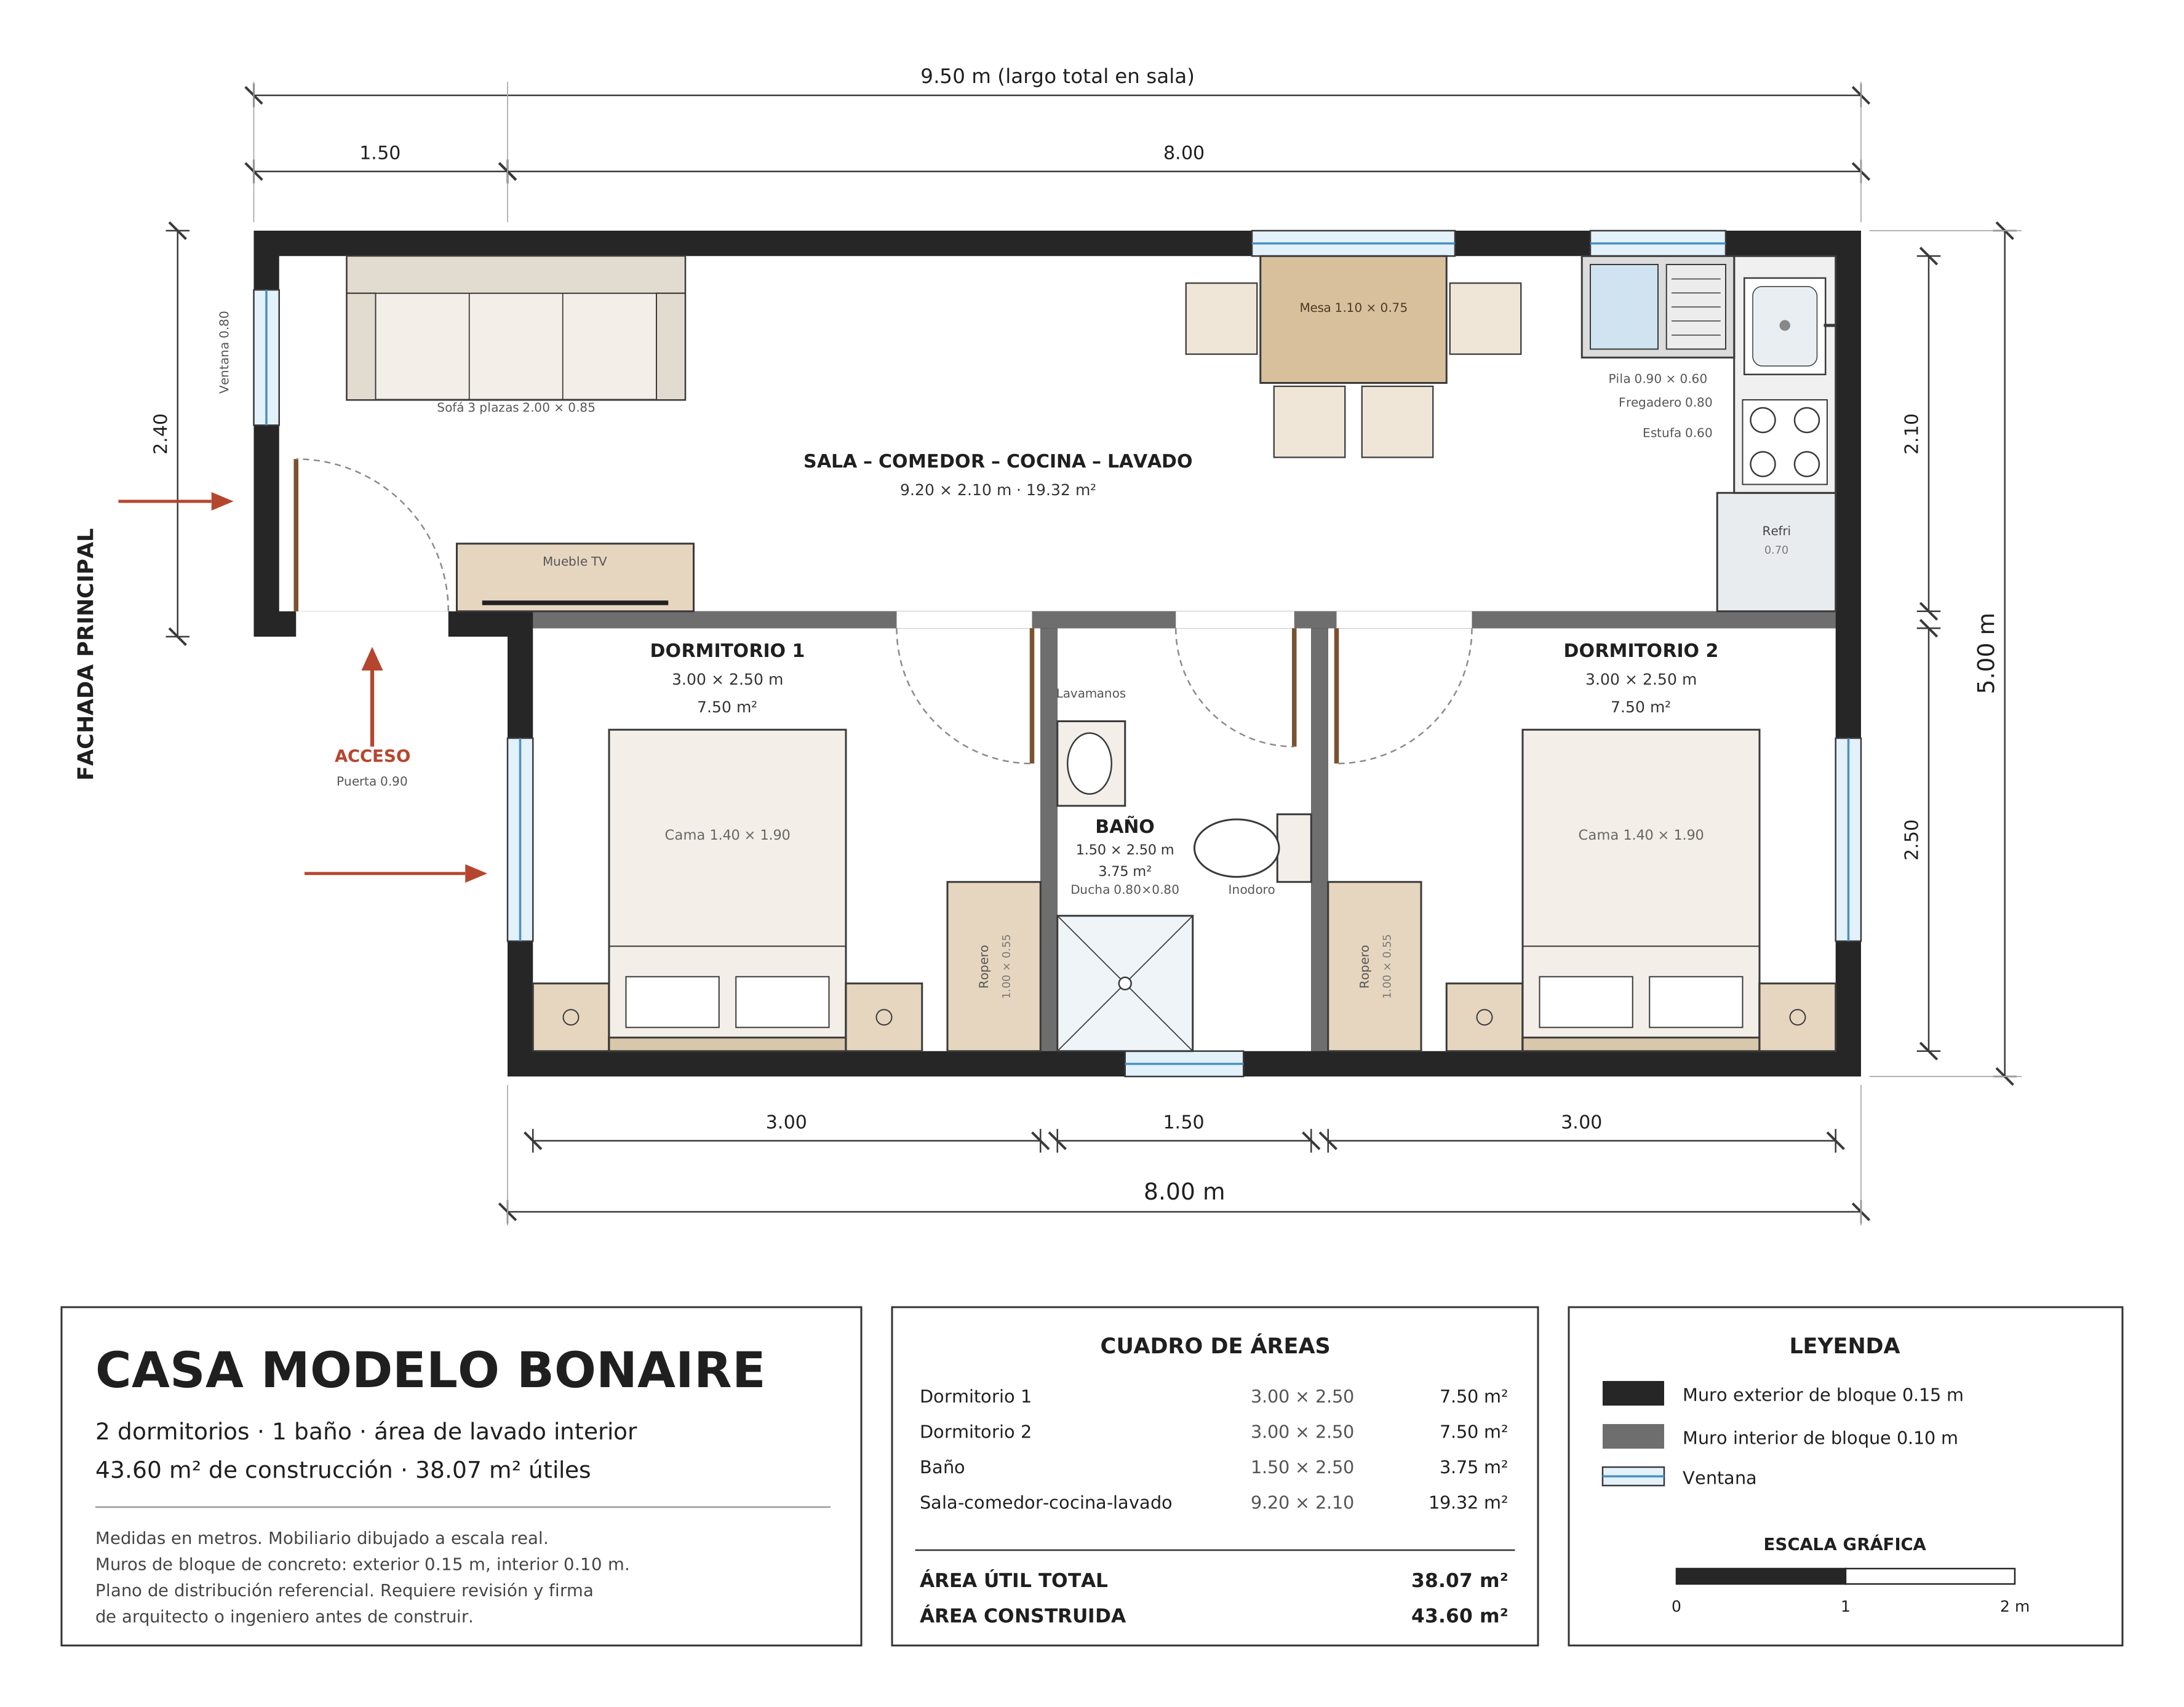 9.50 m (largo total en sala)
1.50
8.00
Ventana 0.80
2.40
FACHADA PRINCIPAL
Sofá 3 plazas 2.00 × 0.85
Mesa 1.10 × 0.75
Pila 0.90 × 0.60
Fregadero 0.80
Estufa 0.60
2.10
SALA – COMEDOR – COCINA – LAVADO
9.20 × 2.10 m · 19.32 m²
Refri
0.70
Mueble TV
5.00 m
DORMITORIO 1
3.00 × 2.50 m
7.50 m²
Lavamanos
DORMITORIO 2
3.00 × 2.50 m
7.50 m²
ACCESO
Puerta 0.90
Cama 1.40 × 1.90
BAÑO
1.50 × 2.50 m
3.75 m²
Ducha 0.80×0.80
Inodoro
Cama 1.40 × 1.90
2.50
Ropero
1.00 × 0.55
Ropero
1.00 × 0.55
3.00
1.50
3.00
8.00 m
CASA MODELO BONAIRE
2 dormitorios · 1 baño · área de lavado interior
43.60 m² de construcción · 38.07 m² útiles
Medidas en metros. Mobiliario dibujado a escala real.
Muros de bloque de concreto: exterior 0.15 m, interior 0.10 m.
Plano de distribución referencial. Requiere revisión y firma
de arquitecto o ingeniero antes de construir.
CUADRO DE ÁREAS
Dormitorio 1 3.00 × 2.50 7.50 m²
Dormitorio 2 3.00 × 2.50 7.50 m²
Baño 1.50 × 2.50 3.75 m²
Sala-comedor-cocina-lavado 9.20 × 2.10 19.32 m²
ÁREA ÚTIL TOTAL 38.07 m²
ÁREA CONSTRUIDA 43.60 m²
LEYENDA
Muro exterior de bloque 0.15 m
Muro interior de bloque 0.10 m
Ventana
ESCALA GRÁFICA
0 1 2 m